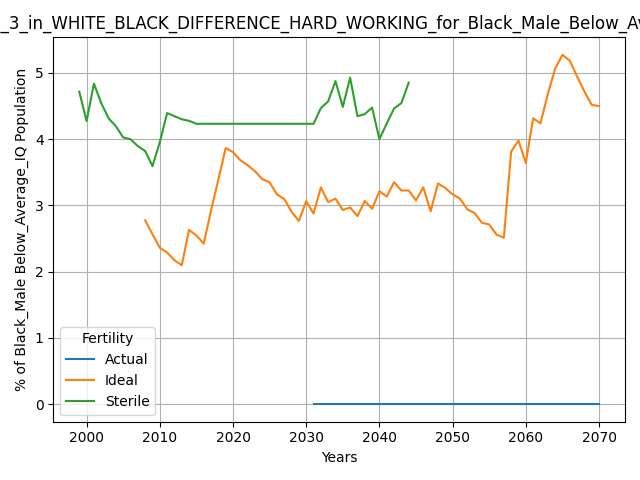 _3_in_WHITE_BLACK_DIFFERENCE_HARD_WORKING_for_Black_Male_Below_Av
% of Black_Male Below_Average_IQ Population
5
4
3
2
1
0
Fertility
Actual
Ideal
Sterile
2000 2010 2020 2030 2040 2050 2060 2070
Years